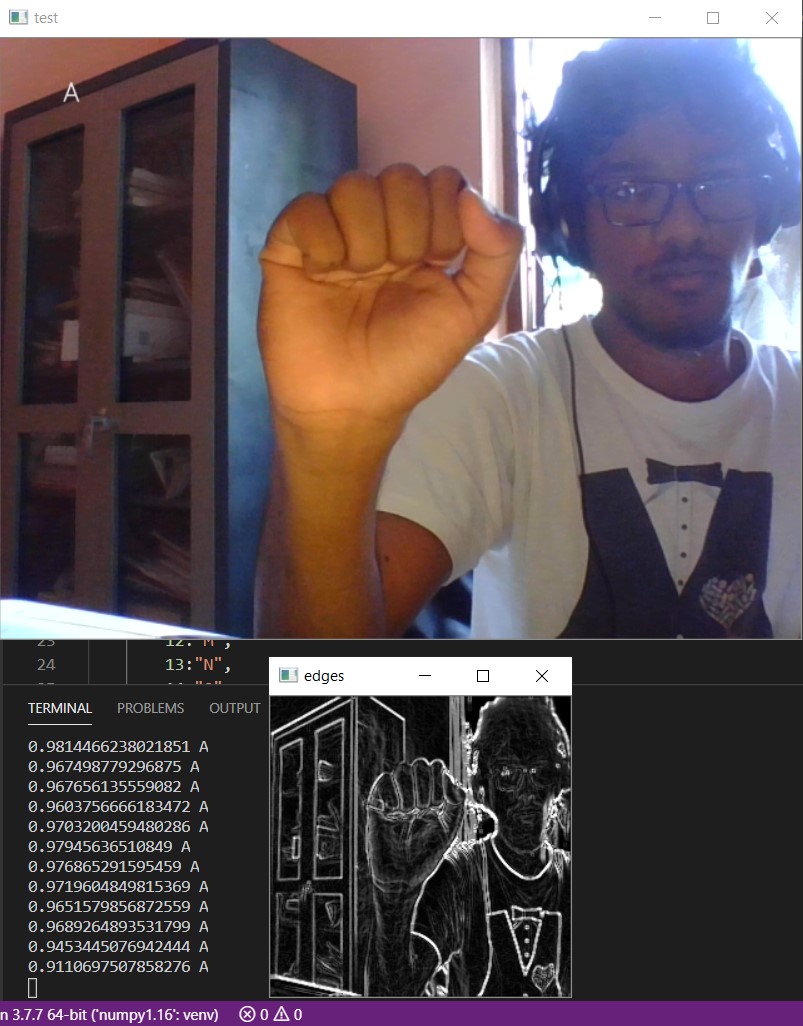 test
A
23 12:"M",
24 13:"N",
edges
TERMINAL PROBLEMS OUTPUT
0.9814466238021851 A
0.967498779296875 A
0.967656135559082 A
0.9603756666183472 A
0.9703200459480286 A
0.97945636510849 A
0.976865291595459 A
0.9719604849815369 A
0.9651579856872559 A
0.9689264893531799 A
0.9453445076942444 A
0.9110697507858276 A
n 3.7.7 64-bit ('numpy1.16': venv) 0 0